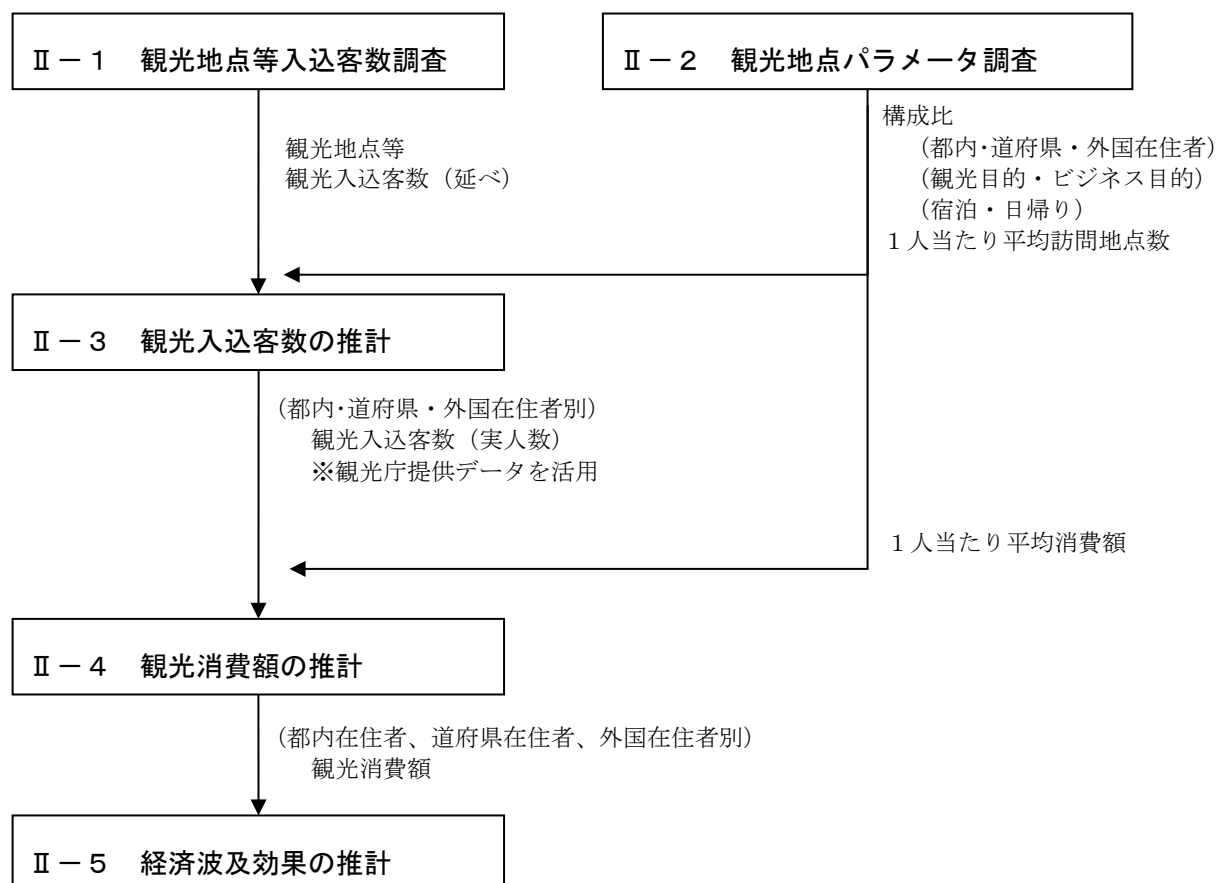 Ⅱ－１　観光地点等入込客数調査
Ⅱ－２　観光地点パラメータ調査
観光地点等
観光入込客数（延べ）
構成比
（都内･道府県・外国在住者）
（観光目的・ビジネス目的）
（宿泊・日帰り）
１人当たり平均訪問地点数
Ⅱ－３　観光入込客数の推計
（都内･道府県・外国在住者別）
観光入込客数（実人数）
※観光庁提供データを活用
１人当たり平均消費額
Ⅱ－４　観光消費額の推計
（都内在住者、道府県在住者、外国在住者別）
観光消費額
Ⅱ－５　経済波及効果の推計